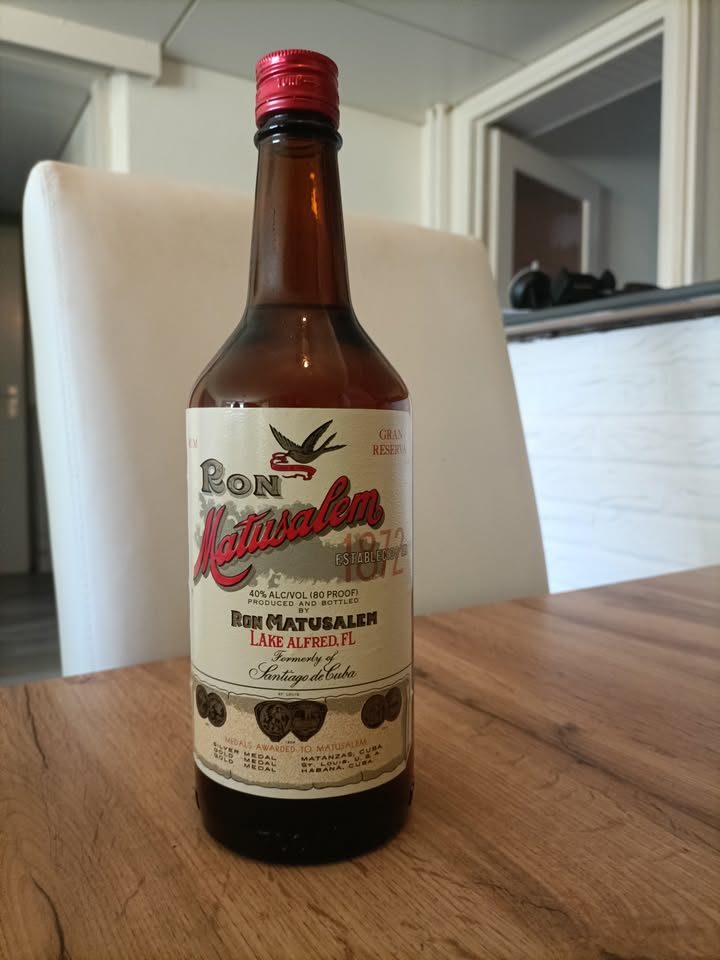 GRAN
RESERVA
RON
Matusalem
1872
ESTABLECIDO
40% ALC/VOL (80 PROOF)
PRODUCED AND BOTTLED
BY
RON MATUSALEM
LAKE ALFRED, FL
Formerly of
Santiago de Cuba
ST. LOUIS
MEDALS AWARDED TO MATUSALEM
SILVER MEDAL MATANZAS, CUBA
GOLD MEDAL ST. LOUIS, U.S.A
GOLD MEDAL HABANA, CUBA